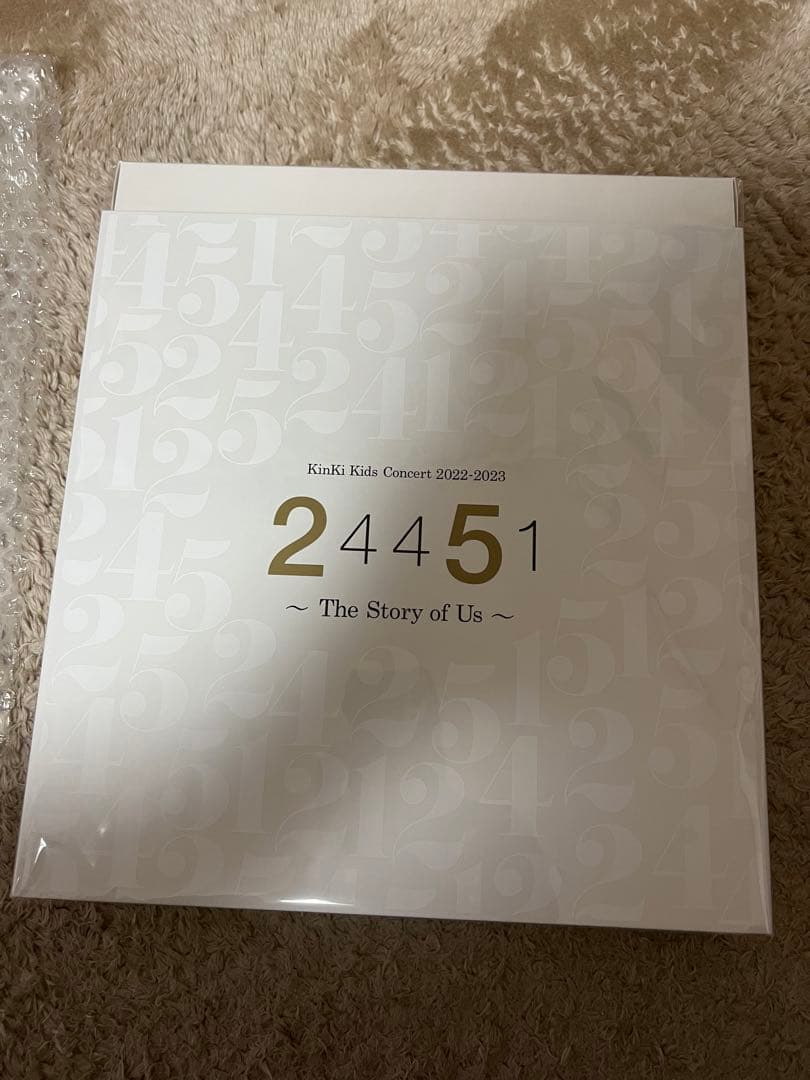 KinKi Kids Concert 2022-2023
24451
～ The Story of Us ～